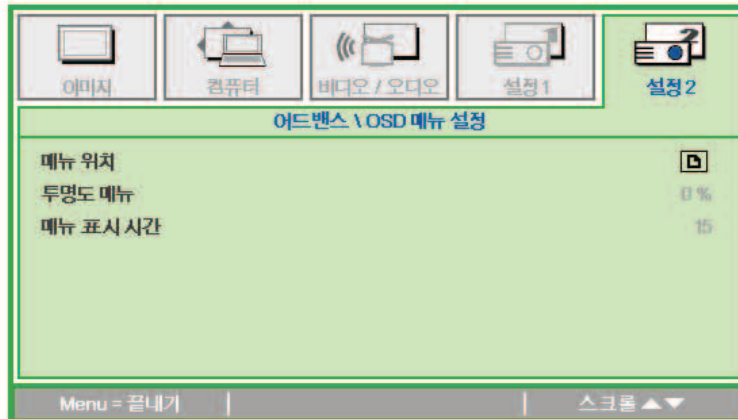 이미지
컴퓨터
비디오 / 오디오
설정 1
설정 2
어드밴스 \ OSD 메뉴 설정
메뉴 위치
투명도 메뉴 0 %
메뉴 표시 시간 15
Menu = 끝내기 스크롤 ▲▼